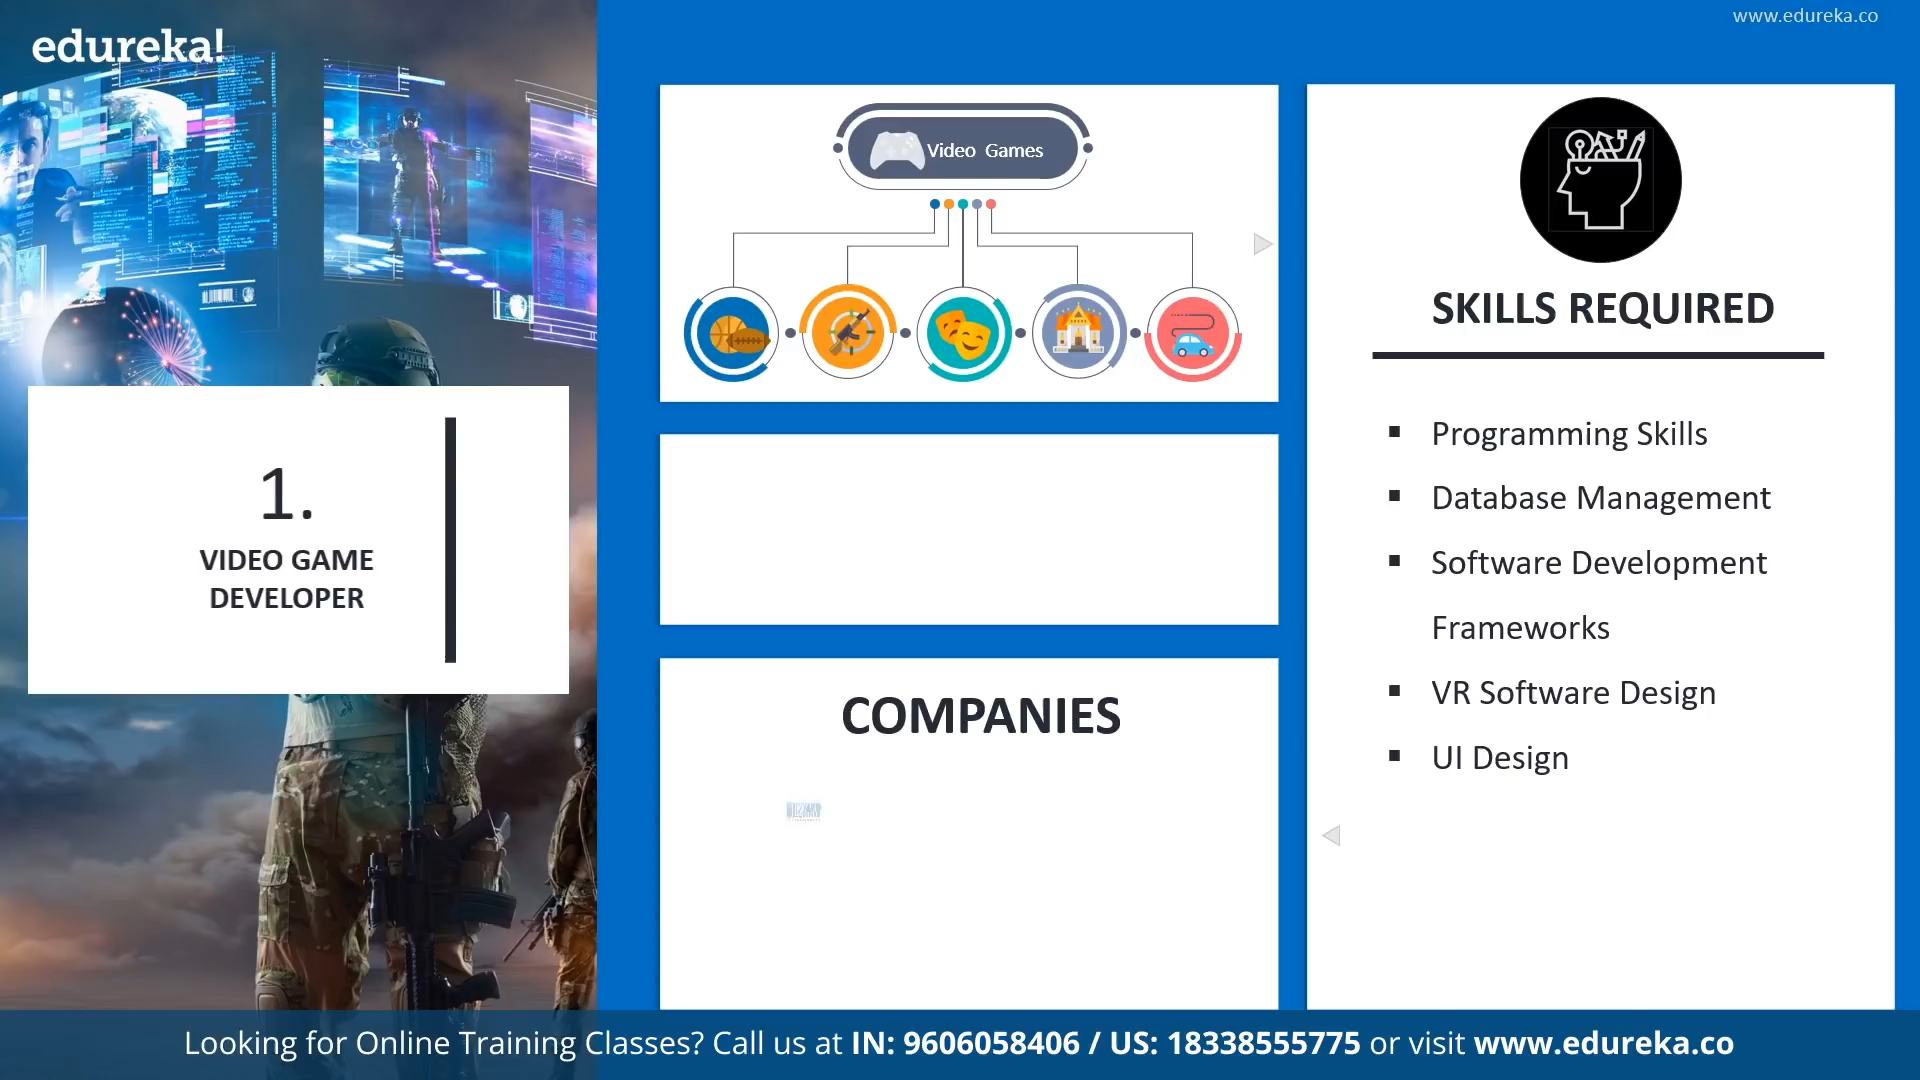 edureka!
www.edureka.co
1.
VIDEO GAME
DEVELOPER
Video Games
COMPANIES
SKILLS REQUIRED
▪ Programming Skills
▪ Database Management
▪ Software Development
Frameworks
▪ VR Software Design
▪ UI Design
Looking for Online Training Classes? Call us at IN: 9606058406 / US: 18338555775 or visit www.edureka.co